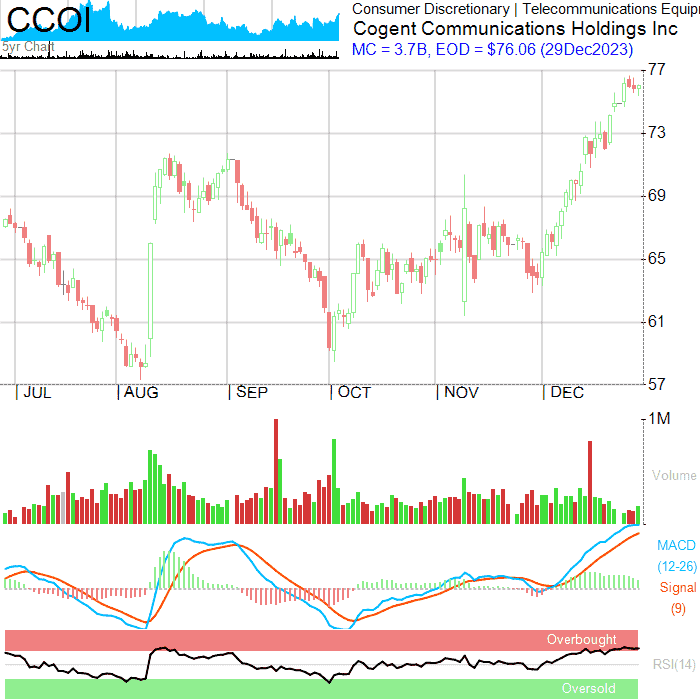 CCOI
5yr Chart
Consumer Discretionary | Telecommunications Equip
Cogent Communications Holdings Inc
MC = 3.7B, EOD = $76.06 (29Dec2023)
77
73
69
65
61
57
| JUL | AUG | SEP | OCT | NOV | DEC
1M
Volume
MACD
(12-26)
Signal
(9)
Overbought
RSI(14)
Oversold